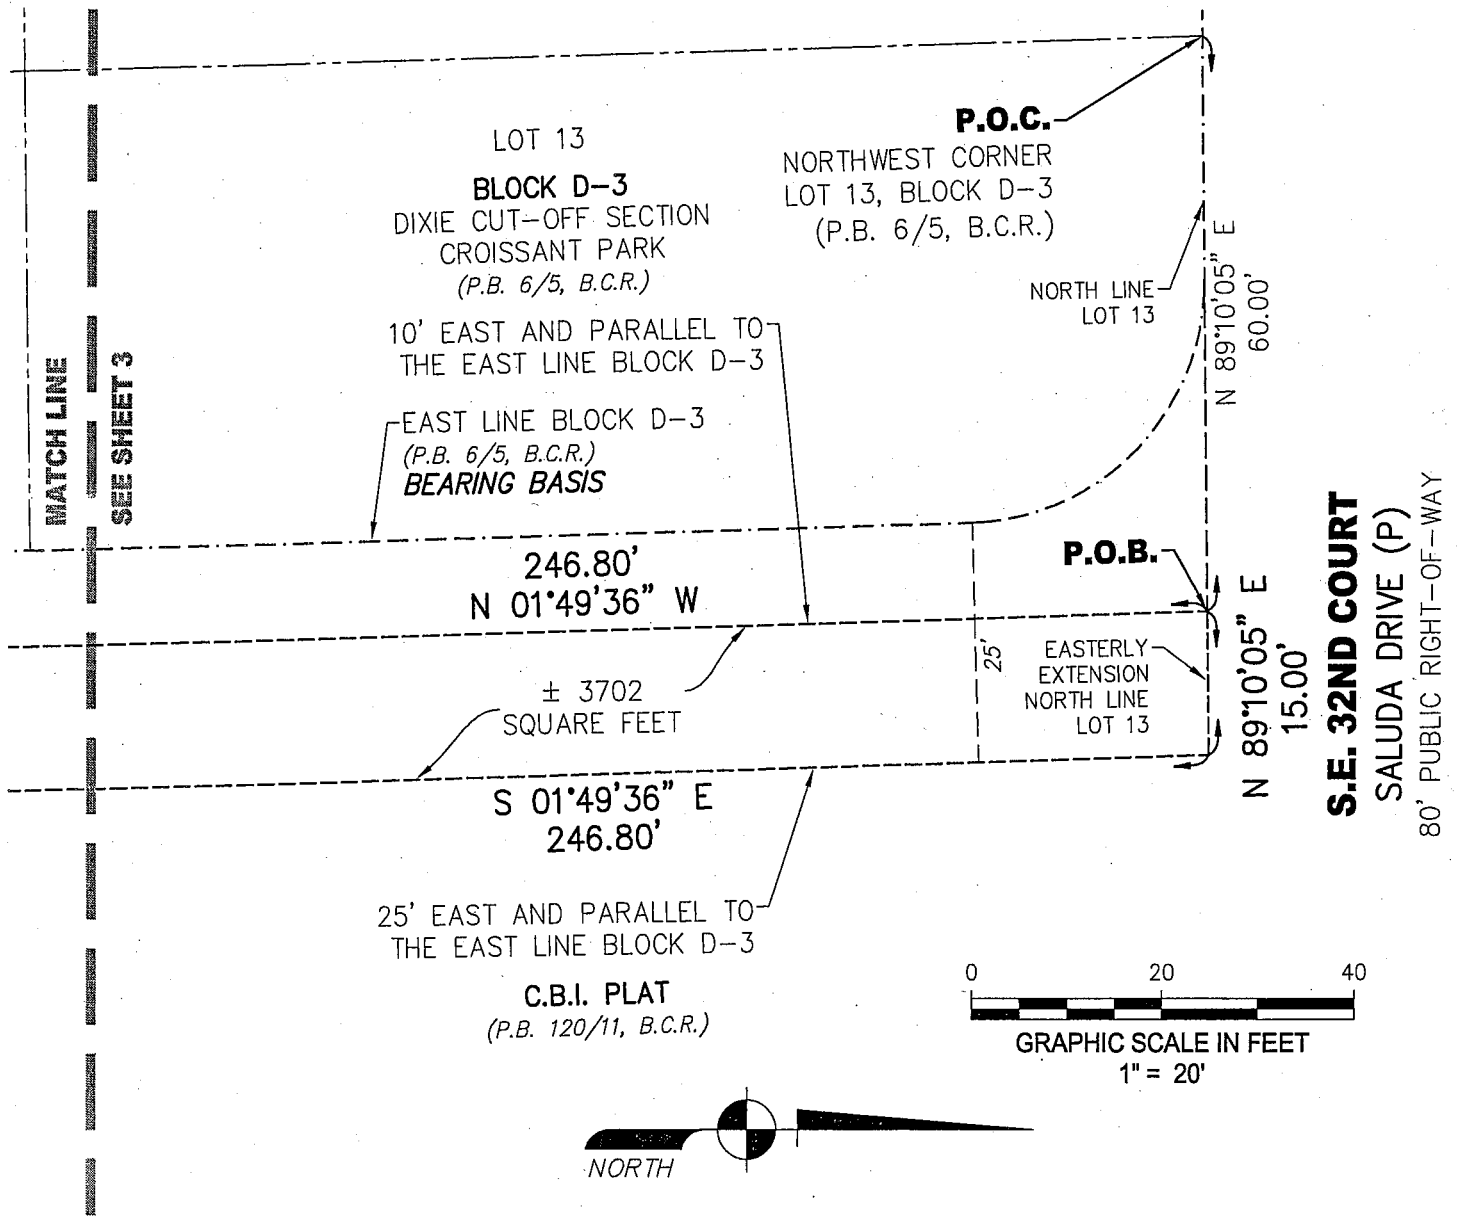 P.O.C.
NORTHWEST CORNER
LOT 13, BLOCK D-3
(P.B. 6/5, B.C.R.)
LOT 13
BLOCK D-3
DIXIE CUT-OFF SECTION
CROISSANT PARK
(P.B. 6/5, B.C.R.)
NORTH LINE
LOT 13
N 89°10'05" E
60.00'
10' EAST AND PARALLEL TO
THE EAST LINE BLOCK D-3
MATCH LINE
SEE SHEET 3
EAST LINE BLOCK D-3
(P.B. 6/5, B.C.R.)
BEARING BASIS
246.80'
N 01°49'36" W
P.O.B.
25'
EASTERLY
EXTENSION
NORTH LINE
LOT 13
N 89°10'05" E
15.00'
S.E. 32ND COURT
SALUDA DRIVE (P)
80' PUBLIC RIGHT-OF-WAY
± 3702
SQUARE FEET
S 01°49'36" E
246.80'
25' EAST AND PARALLEL TO
THE EAST LINE BLOCK D-3
C.B.I. PLAT
(P.B. 120/11, B.C.R.)
0 20 40
GRAPHIC SCALE IN FEET
1" = 20'
NORTH